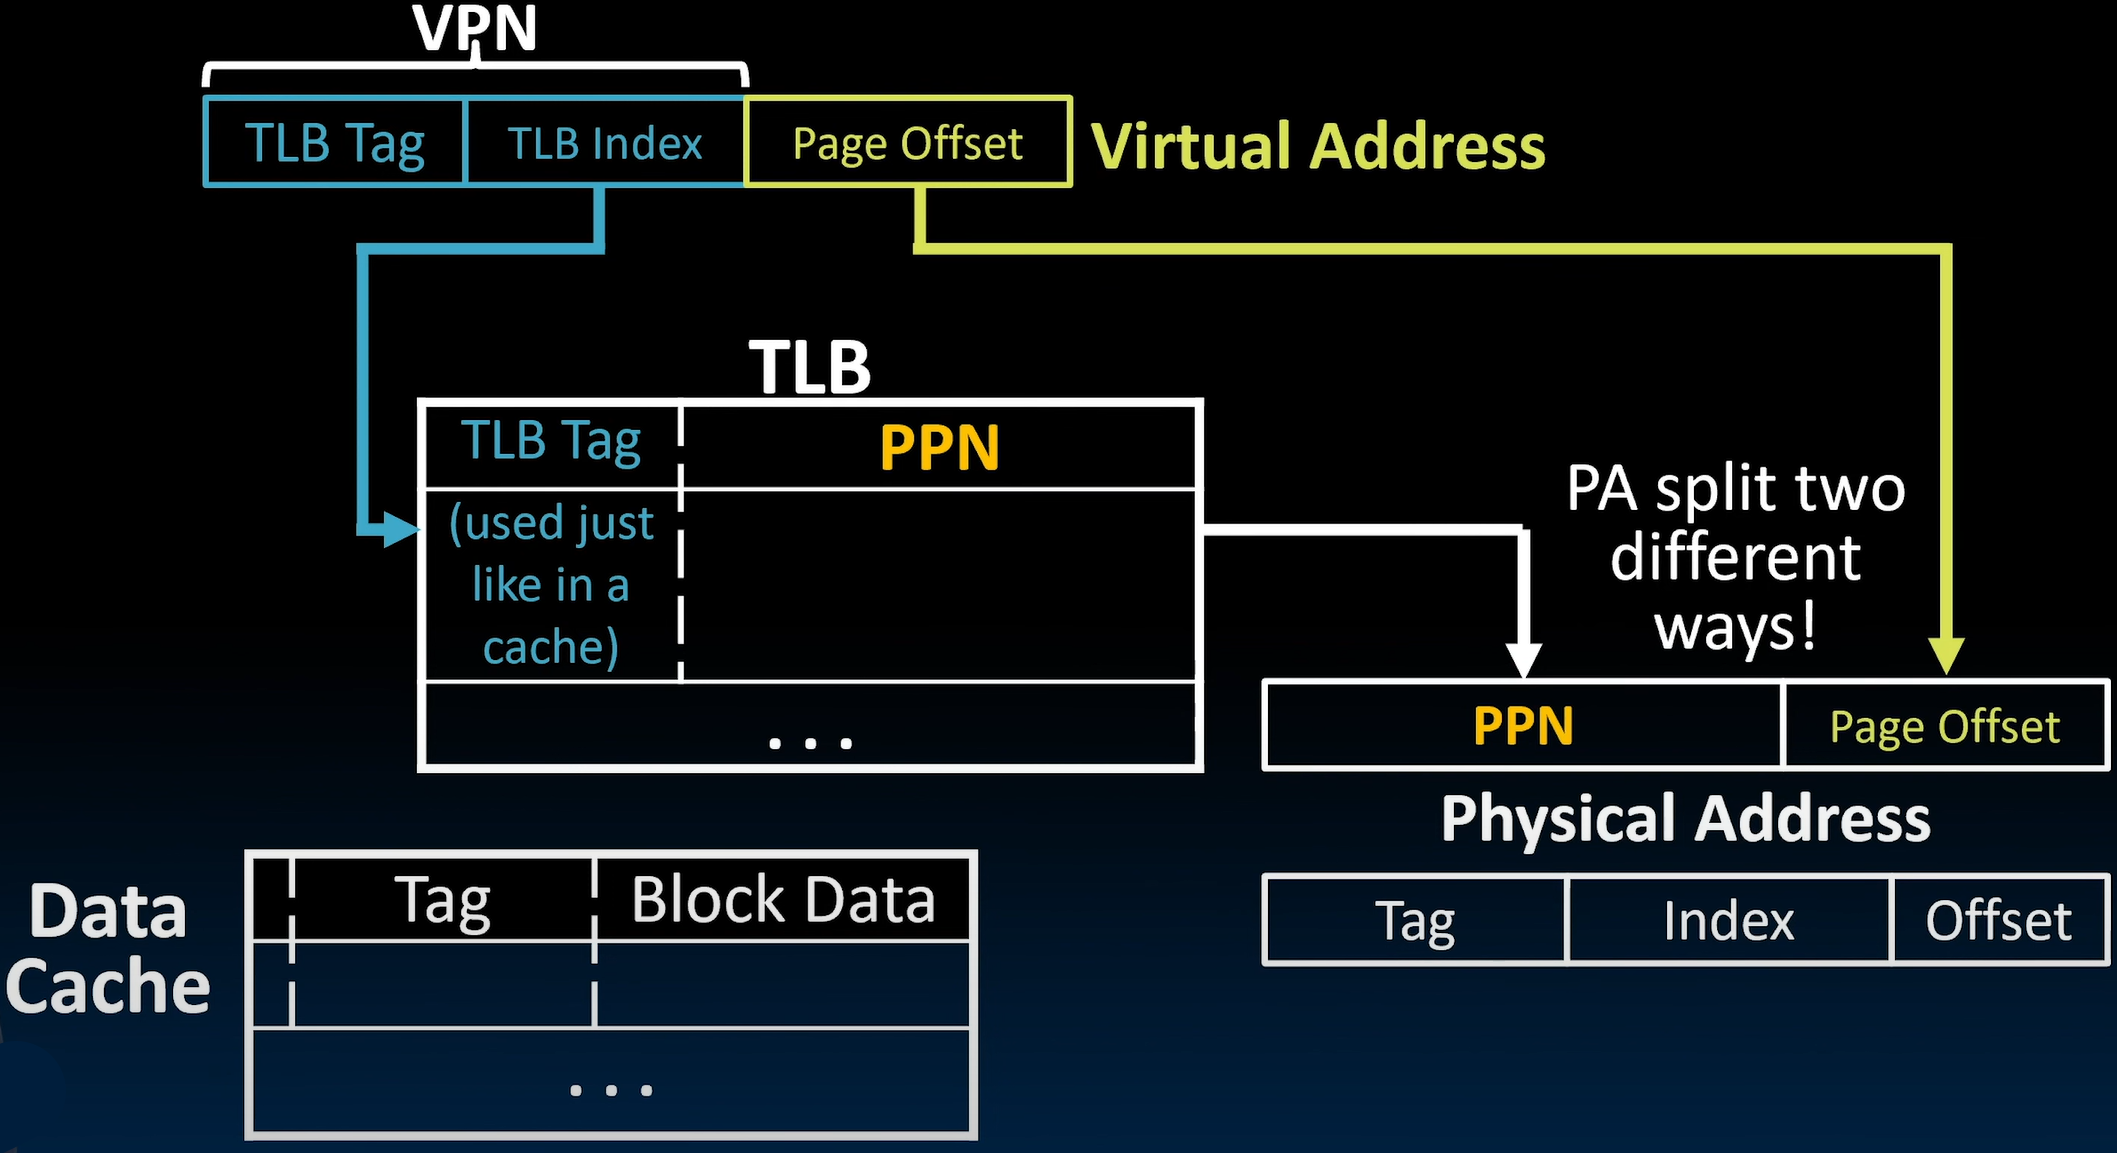 VPN
TLB Tag
TLB Index
Page Offset
Virtual Address
TLB
TLB Tag
PPN
(used just
like in a
cache)
...
PA split two
different
ways!
PPN
Page Offset
Physical Address
Tag
Index
Offset
Data
Cache
Tag
Block Data
...